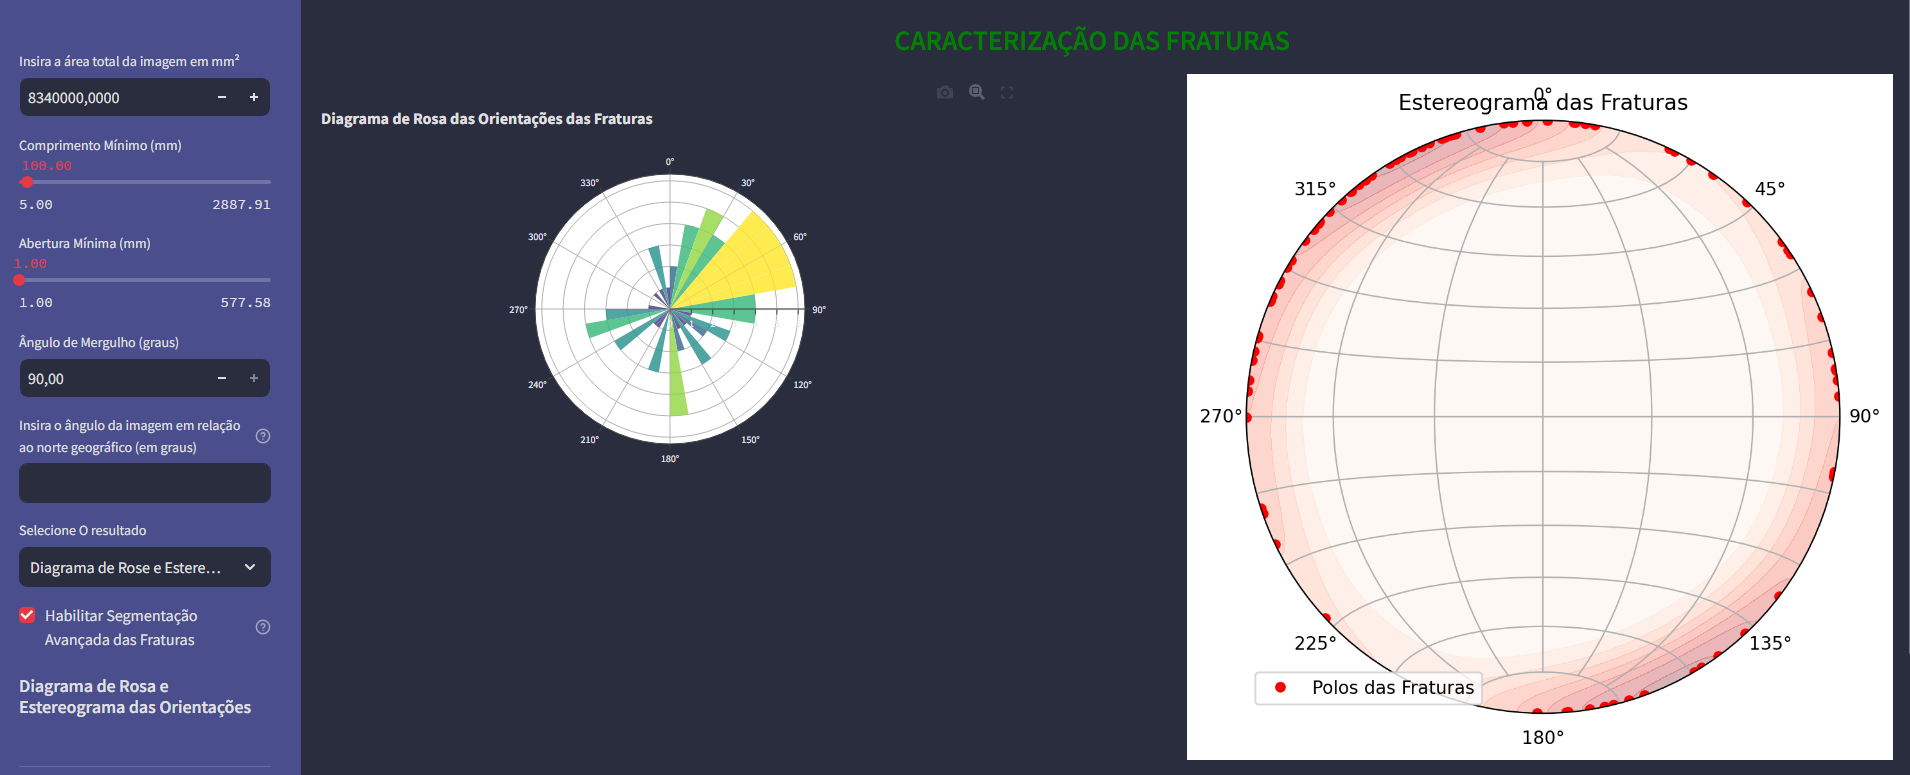 Insira a área total da imagem em mm²
8340000,0000
Comprimento Mínimo (mm)
100.00
5.00 2887.91
Abertura Mínima (mm)
1.00
1.00 577.58
Ângulo de Mergulho (graus)
90,00
Insira o ângulo da imagem em relação
ao norte geográfico (em graus)
Selecione O resultado
Diagrama de Rose e Estere...
Habilitar Segmentação
Avançada das Fraturas
Diagrama de Rosa e
Estereograma das Orientações
CARACTERIZAÇÃO DAS FRATURAS
Diagrama de Rosa das Orientações das Fraturas
0°
330° 30°
300° 60°
270° 90°
240° 120°
210° 150°
180°
0°
Estereograma das Fraturas
315° 45°
270° 90°
225° 135°
Polos das Fraturas
180°